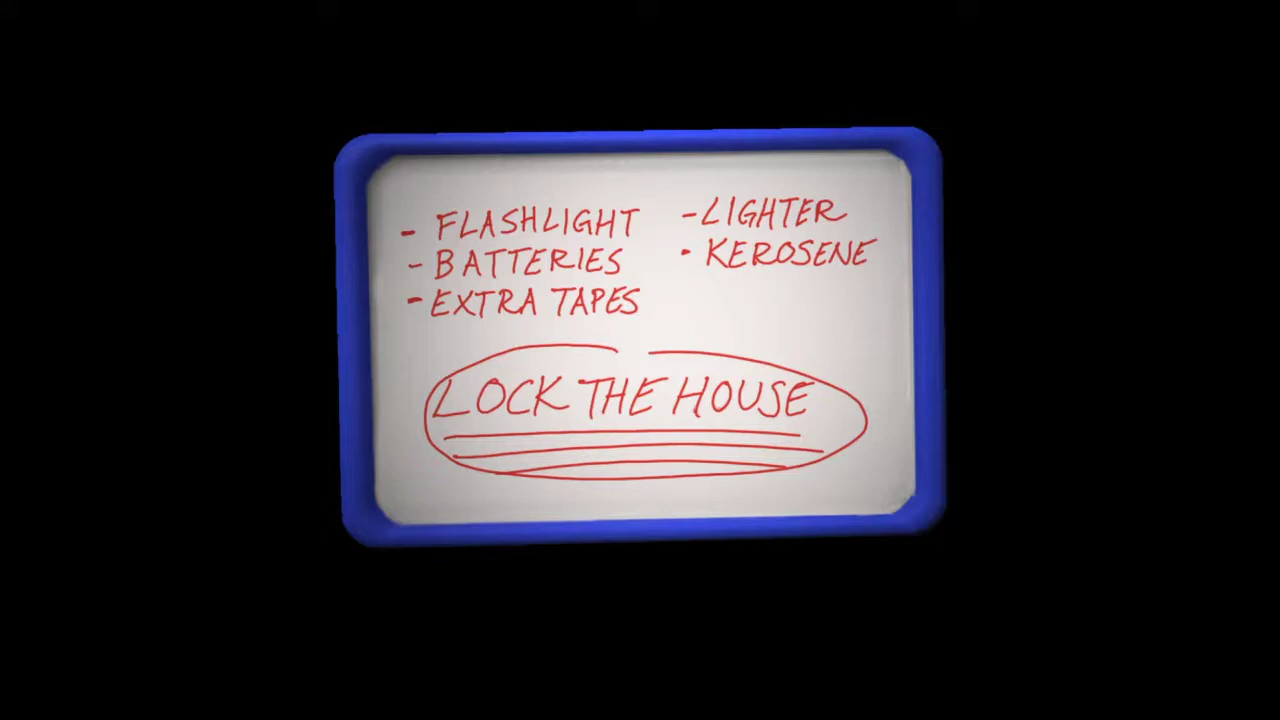 - FLASHLIGHT
- BATTERIES
- EXTRA TAPES
- LIGHTER
- KEROSENE
LOCK THE HOUSE